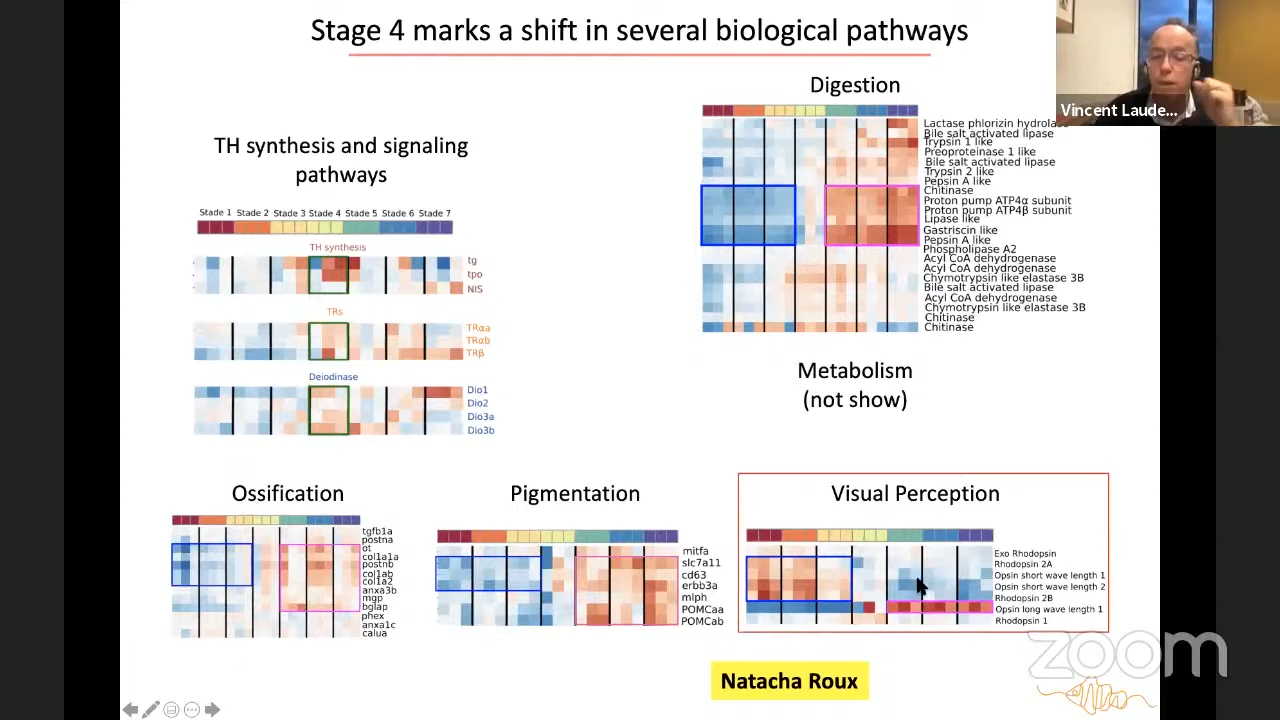 Stage 4 marks a shift in several biological pathways
Vincent Laude...
TH synthesis and signaling
pathways
Stade 1 Stade 2 Stade 3 Stade 4 Stade 5 Stade 6 Stade 7
TH synthesis
tg
tpo
NIS
TRs
TRαa
TRαb
TRβ
Deiodinase
Dio1
Dio2
Dio3a
Dio3b
Digestion
Lactase phlorizin hydrolase
Bile salt activated lipase
Trypsin 1 like
Preoproteinase 1 like
Bile salt activated lipase
Trypsin 2 like
Pepsin A like
Chitinase
Proton pump ATP4α subunit
Proton pump ATP4β subunit
Lipase like
Gastriscin like
Pepsin A like
Phospholipase A2
Acyl CoA dehydrogenase
Acyl CoA dehydrogenase
Chymotrypsin like elastase 3B
Bile salt activated lipase
Acyl CoA dehydrogenase
Chymotrypsin like elastase 3B
Chitinase
Chitinase
Metabolism
(not show)
Ossification
tgfb1a
postna
ot
col1a1a
postnb
col1ab
col1a2
anxa3b
mgp
bglap
phex
anxa1c
calua
Pigmentation
mitfa
slc7a11
cd63
erbb3a
mlph
POMCaa
POMCab
Visual Perception
Exo Rhodopsin
Rhodopsin 2A
Opsin short wave length 1
Opsin short wave length 2
Rhodopsin 2B
Opsin long wave length 1
Rhodopsin 1
Natacha Roux
zoom